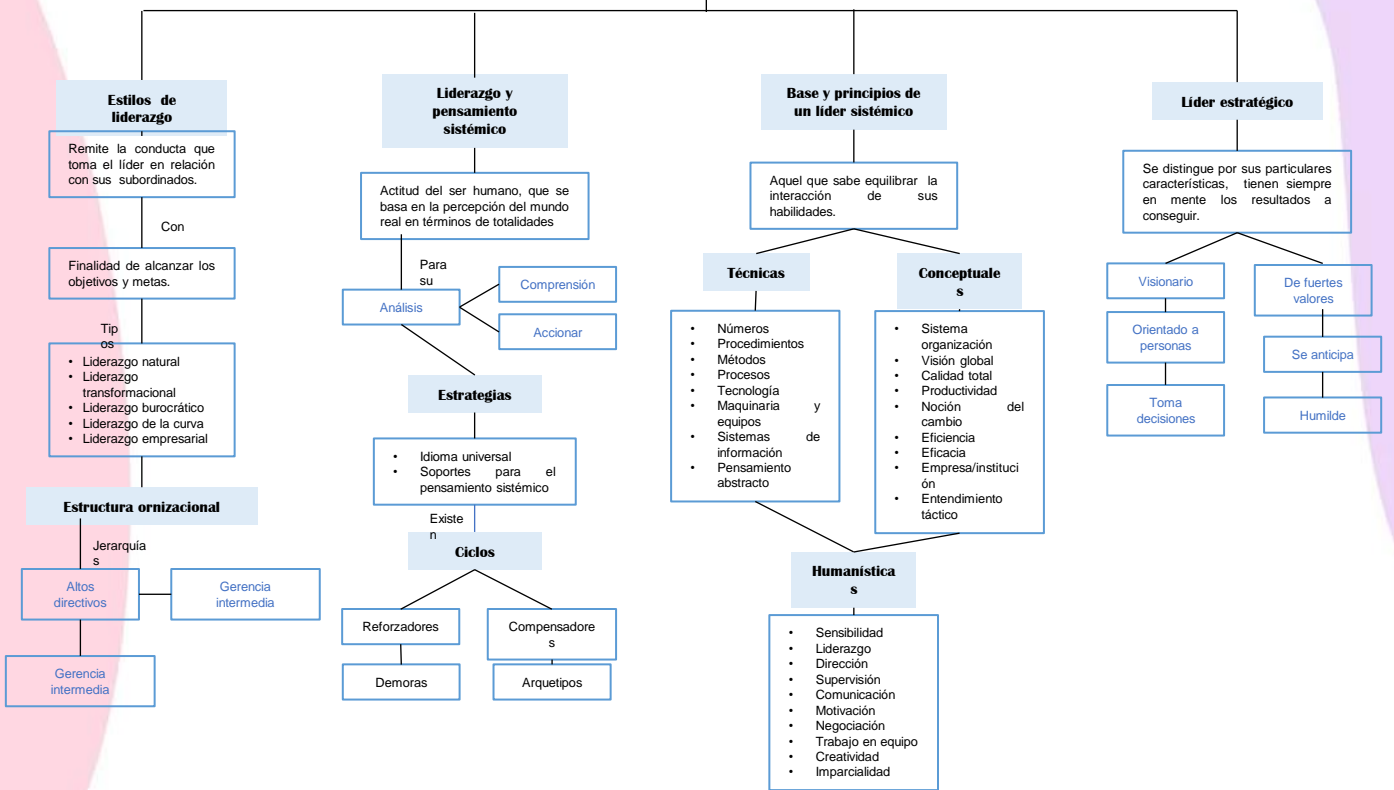 Estilos de
liderazgo
Remite la conducta que
toma el líder en relación
con sus subordinados.
Con
Finalidad de alcanzar los
objetivos y metas.
Tip
os
• Liderazgo natural
• Liderazgo
transformacional
• Liderazgo burocrático
• Liderazgo de la curva
• Liderazgo empresarial
Estructura ornizacional
Jerarquía
s
Altos
directivos
Gerencia
intermedia
Gerencia
intermedia
Liderazgo y
pensamiento
sistémico
Actitud del ser humano, que se
basa en la percepción del mundo
real en términos de totalidades
Para
su
Análisis
Comprensión
Accionar
Estrategias
• Idioma universal
• Soportes para el
pensamiento sistémico
Existe
n
Ciclos
Reforzadores
Compensadore
s
Demoras
Arquetipos
Base y principios de
un líder sistémico
Aquel que sabe equilibrar la
interacción de sus
habilidades.
Técnicas
• Números
• Procedimientos
• Métodos
• Procesos
• Tecnología
• Maquinaria y
equipos
• Sistemas de
información
• Pensamiento
abstracto
Conceptuale
s
• Sistema
organización
• Visión global
• Calidad total
• Productividad
• Noción del
cambio
• Eficiencia
• Eficacia
• Empresa/instituci
ón
• Entendimiento
táctico
Humanística
s
• Sensibilidad
• Liderazgo
• Dirección
• Supervisión
• Comunicación
• Motivación
• Negociación
• Trabajo en equipo
• Creatividad
• Imparcialidad
Líder estratégico
Se distingue por sus particulares
características, tienen siempre
en mente los resultados a
conseguir.
Visionario
Orientado a
personas
Toma
decisiones
De fuertes
valores
Se anticipa
Humilde